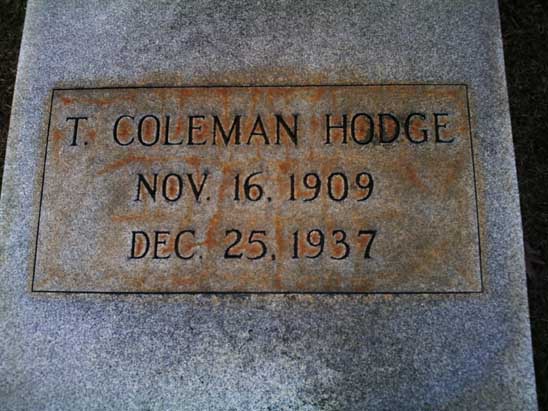 T. COLEMAN HODGE
NOV. 16, 1909
DEC. 25, 1937